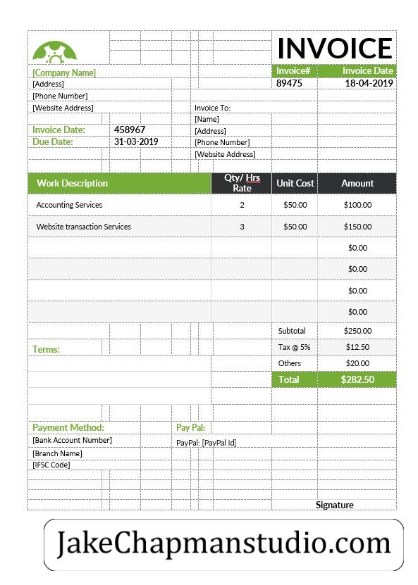 INVOICE
[Company Name]
Invoice# Invoice Date
[Address]
89475 18-04-2019
[Phone Number]
[Website Address]
Invoice To:
[Name]
Invoice Date: 458967
[Address]
Due Date: 31-03-2019
[Phone Number]
[Website Address]
Work Description Qty/ Hrs Rate Unit Cost Amount
Accounting Services 2 $50.00 $100.00
Website transaction Services 3 $50.00 $150.00
$0.00
$0.00
$0.00
$0.00
Subtotal $250.00
Terms: Tax @ 5% $12.50
Others $20.00
Total $282.50
Payment Method: Pay Pal:
[Bank Account Number] PayPal: [PayPal Id]
[Branch Name]
[IFSC Code]
Signature
JakeChapmanstudio.com